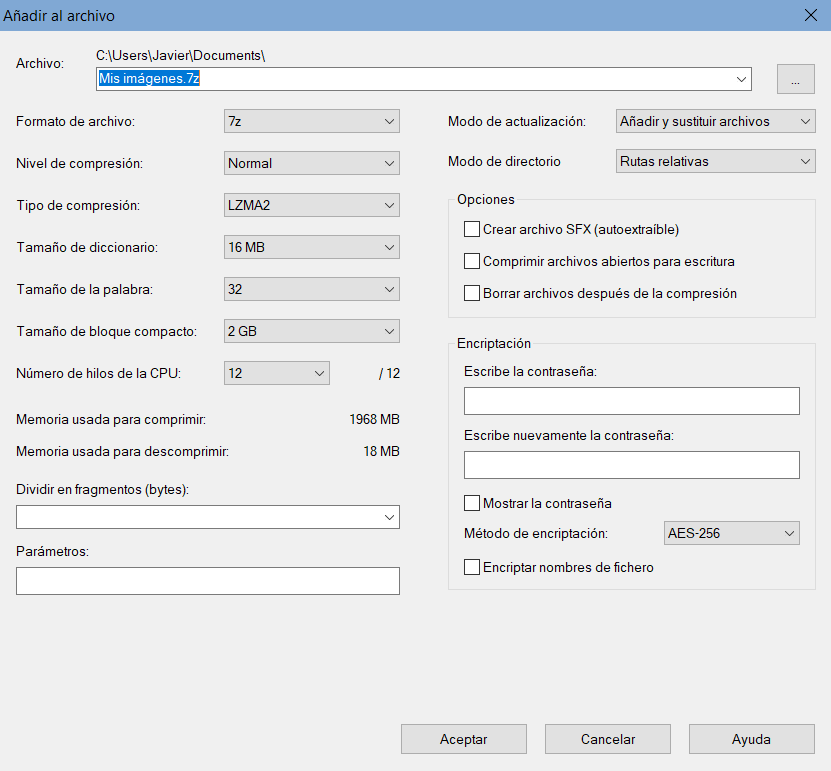 Añadir al archivo
Archivo:
C:\Users\Javier\Documents\
Mis imágenes.7z
...
Formato de archivo: 7z
Nivel de compresión: Normal
Tipo de compresión: LZMA2
Tamaño de diccionario: 16 MB
Tamaño de la palabra: 32
Tamaño de bloque compacto: 2 GB
Número de hilos de la CPU: 12 / 12
Memoria usada para comprimir: 1968 MB
Memoria usada para descomprimir: 18 MB
Dividir en fragmentos (bytes):
Parámetros:
Modo de actualización: Añadir y sustituir archivos
Modo de directorio Rutas relativas
Opciones
Crear archivo SFX (autoextraíble)
Comprimir archivos abiertos para escritura
Borrar archivos después de la compresión
Encriptación
Escribe la contraseña:
Escribe nuevamente la contraseña:
Mostrar la contraseña
Método de encriptación: AES-256
Encriptar nombres de fichero
Aceptar Cancelar Ayuda